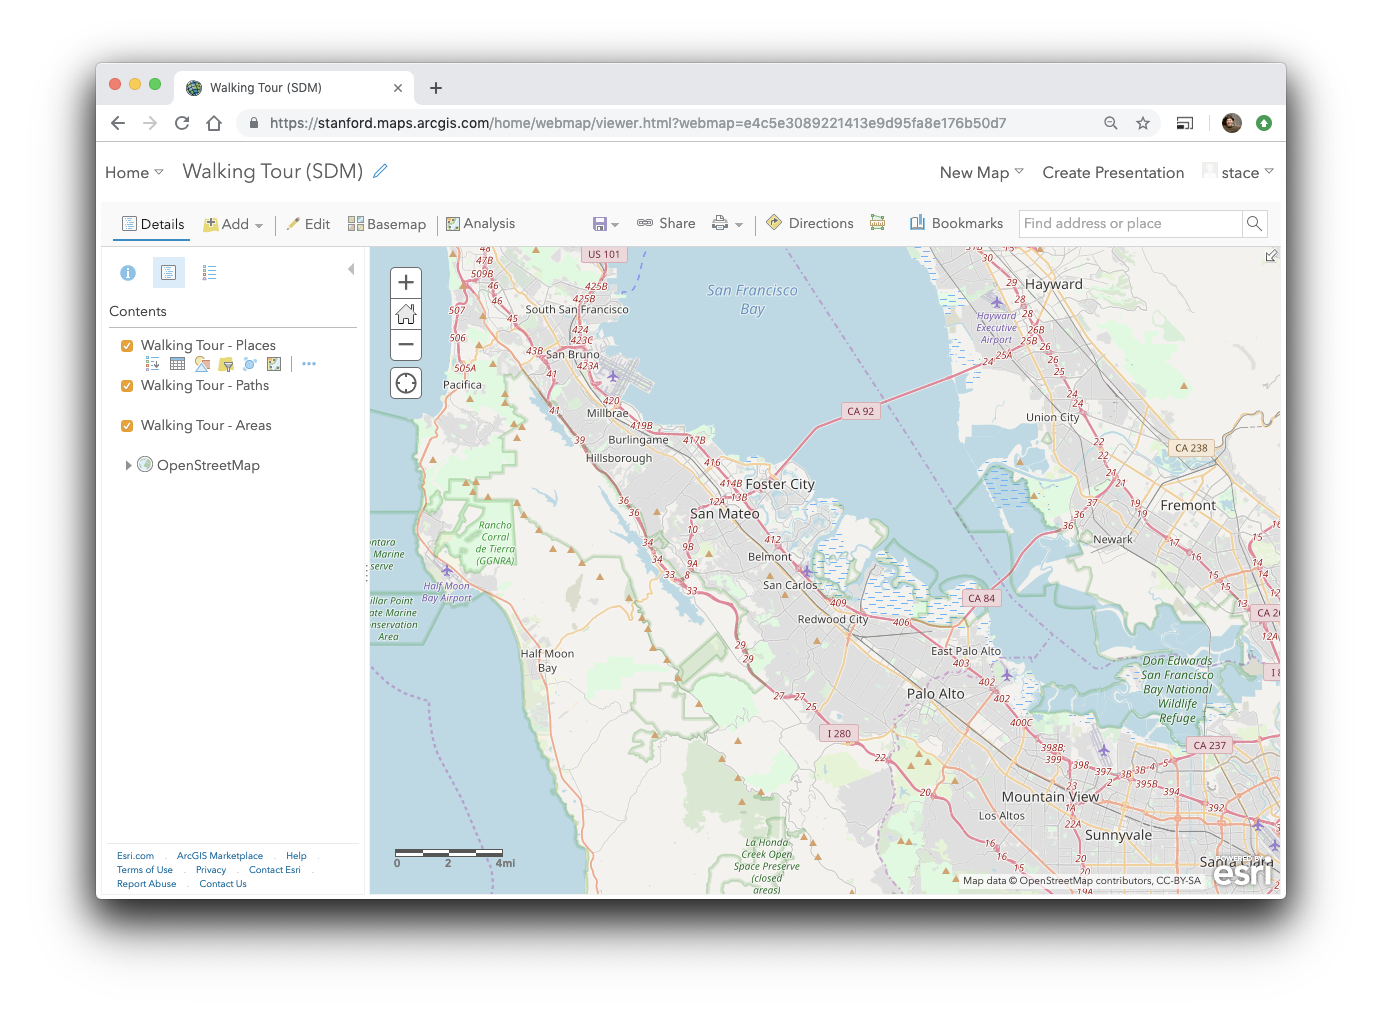 Walking Tour (SDM)
https://stanford.maps.arcgis.com/home/webmap/viewer.html?webmap=e4c5e3089221413e9d95fa8e176b50d7
Home
Walking Tour (SDM)
New Map
Create Presentation
stace
Details
Add
Edit
Basemap
Analysis
Share
Directions
Bookmarks
Find address or place
Contents
Walking Tour - Places
Walking Tour - Paths
Walking Tour - Areas
OpenStreetMap
Esri.com . ArcGIS Marketplace . Help .
Terms of Use . Privacy . Contact Esri .
Report Abuse . Contact Us
US 101
San Francisco
Bay
Hayward
Hayward
Executive
Airport
South San Francisco
San Bruno
Pacifica
Millbrae
Burlingame
Hillsborough
CA 92
Union City
CA 238
Foster City
San Mateo
Fremont
Newark
Rancho
Corral
de Tierra
(GGNRA)
Belmont
San Carlos
Half Moon
Bay Airport
CA 84
Redwood City
East Palo Alto
Half Moon
Bay
Don Edwards
San Francisco
Bay National
Wildlife
Refuge
Palo Alto
I 280
CA 237
Mountain View
Los Altos
Sunnyvale
Santa Clara
La Honda
Creek Open
Space Preserve
(closed
areas)
0 2 4mi
Map data © OpenStreetMap contributors, CC-BY-SA
POWERED BY
esri